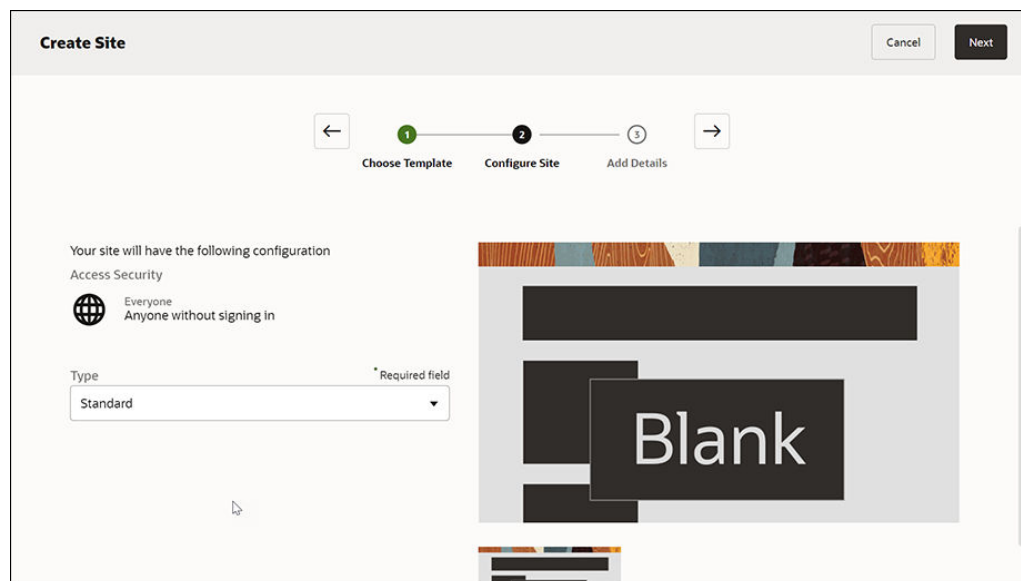 Create Site
Cancel
Next
1
2
3
Choose Template
Configure Site
Add Details
Your site will have the following configuration
Access Security
Everyone
Anyone without signing in
Type
* Required field
Standard
Blank